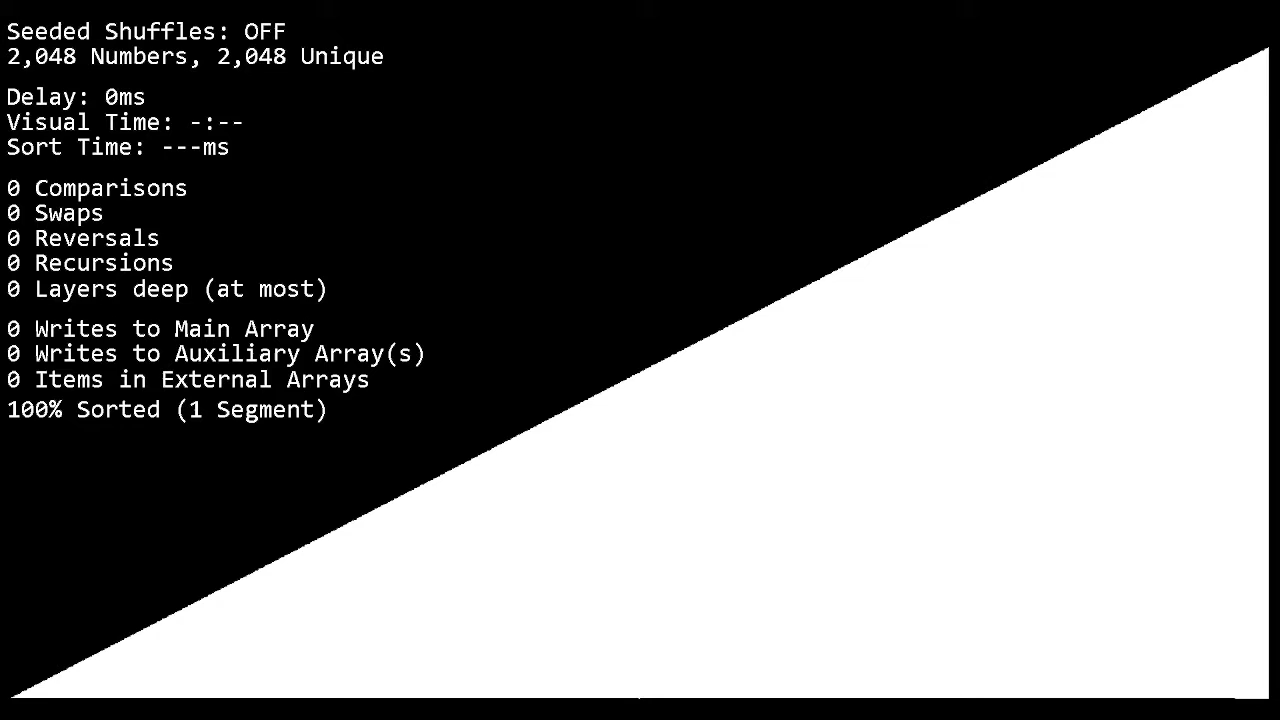 Seeded Shuffles: OFF
2,048 Numbers, 2,048 Unique
Delay: 0ms
Visual Time: -:--
Sort Time: ---ms
0 Comparisons
0 Swaps
0 Reversals
0 Recursions
0 Layers deep (at most)
0 Writes to Main Array
0 Writes to Auxiliary Array(s)
0 Items in External Arrays
100% Sorted (1 Segment)